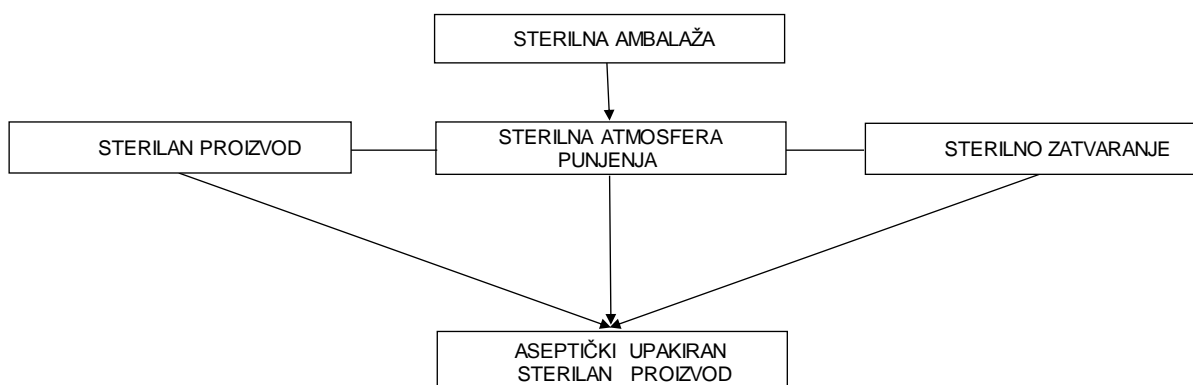 STERILNA AMBALAŽA
STERILAN PROIZVOD
STERILNA ATMOSFERA
PUNJENJA
STERILNO ZATVARANJE
ASEPTIČKI UPAKIRAN
STERILAN PROIZVOD